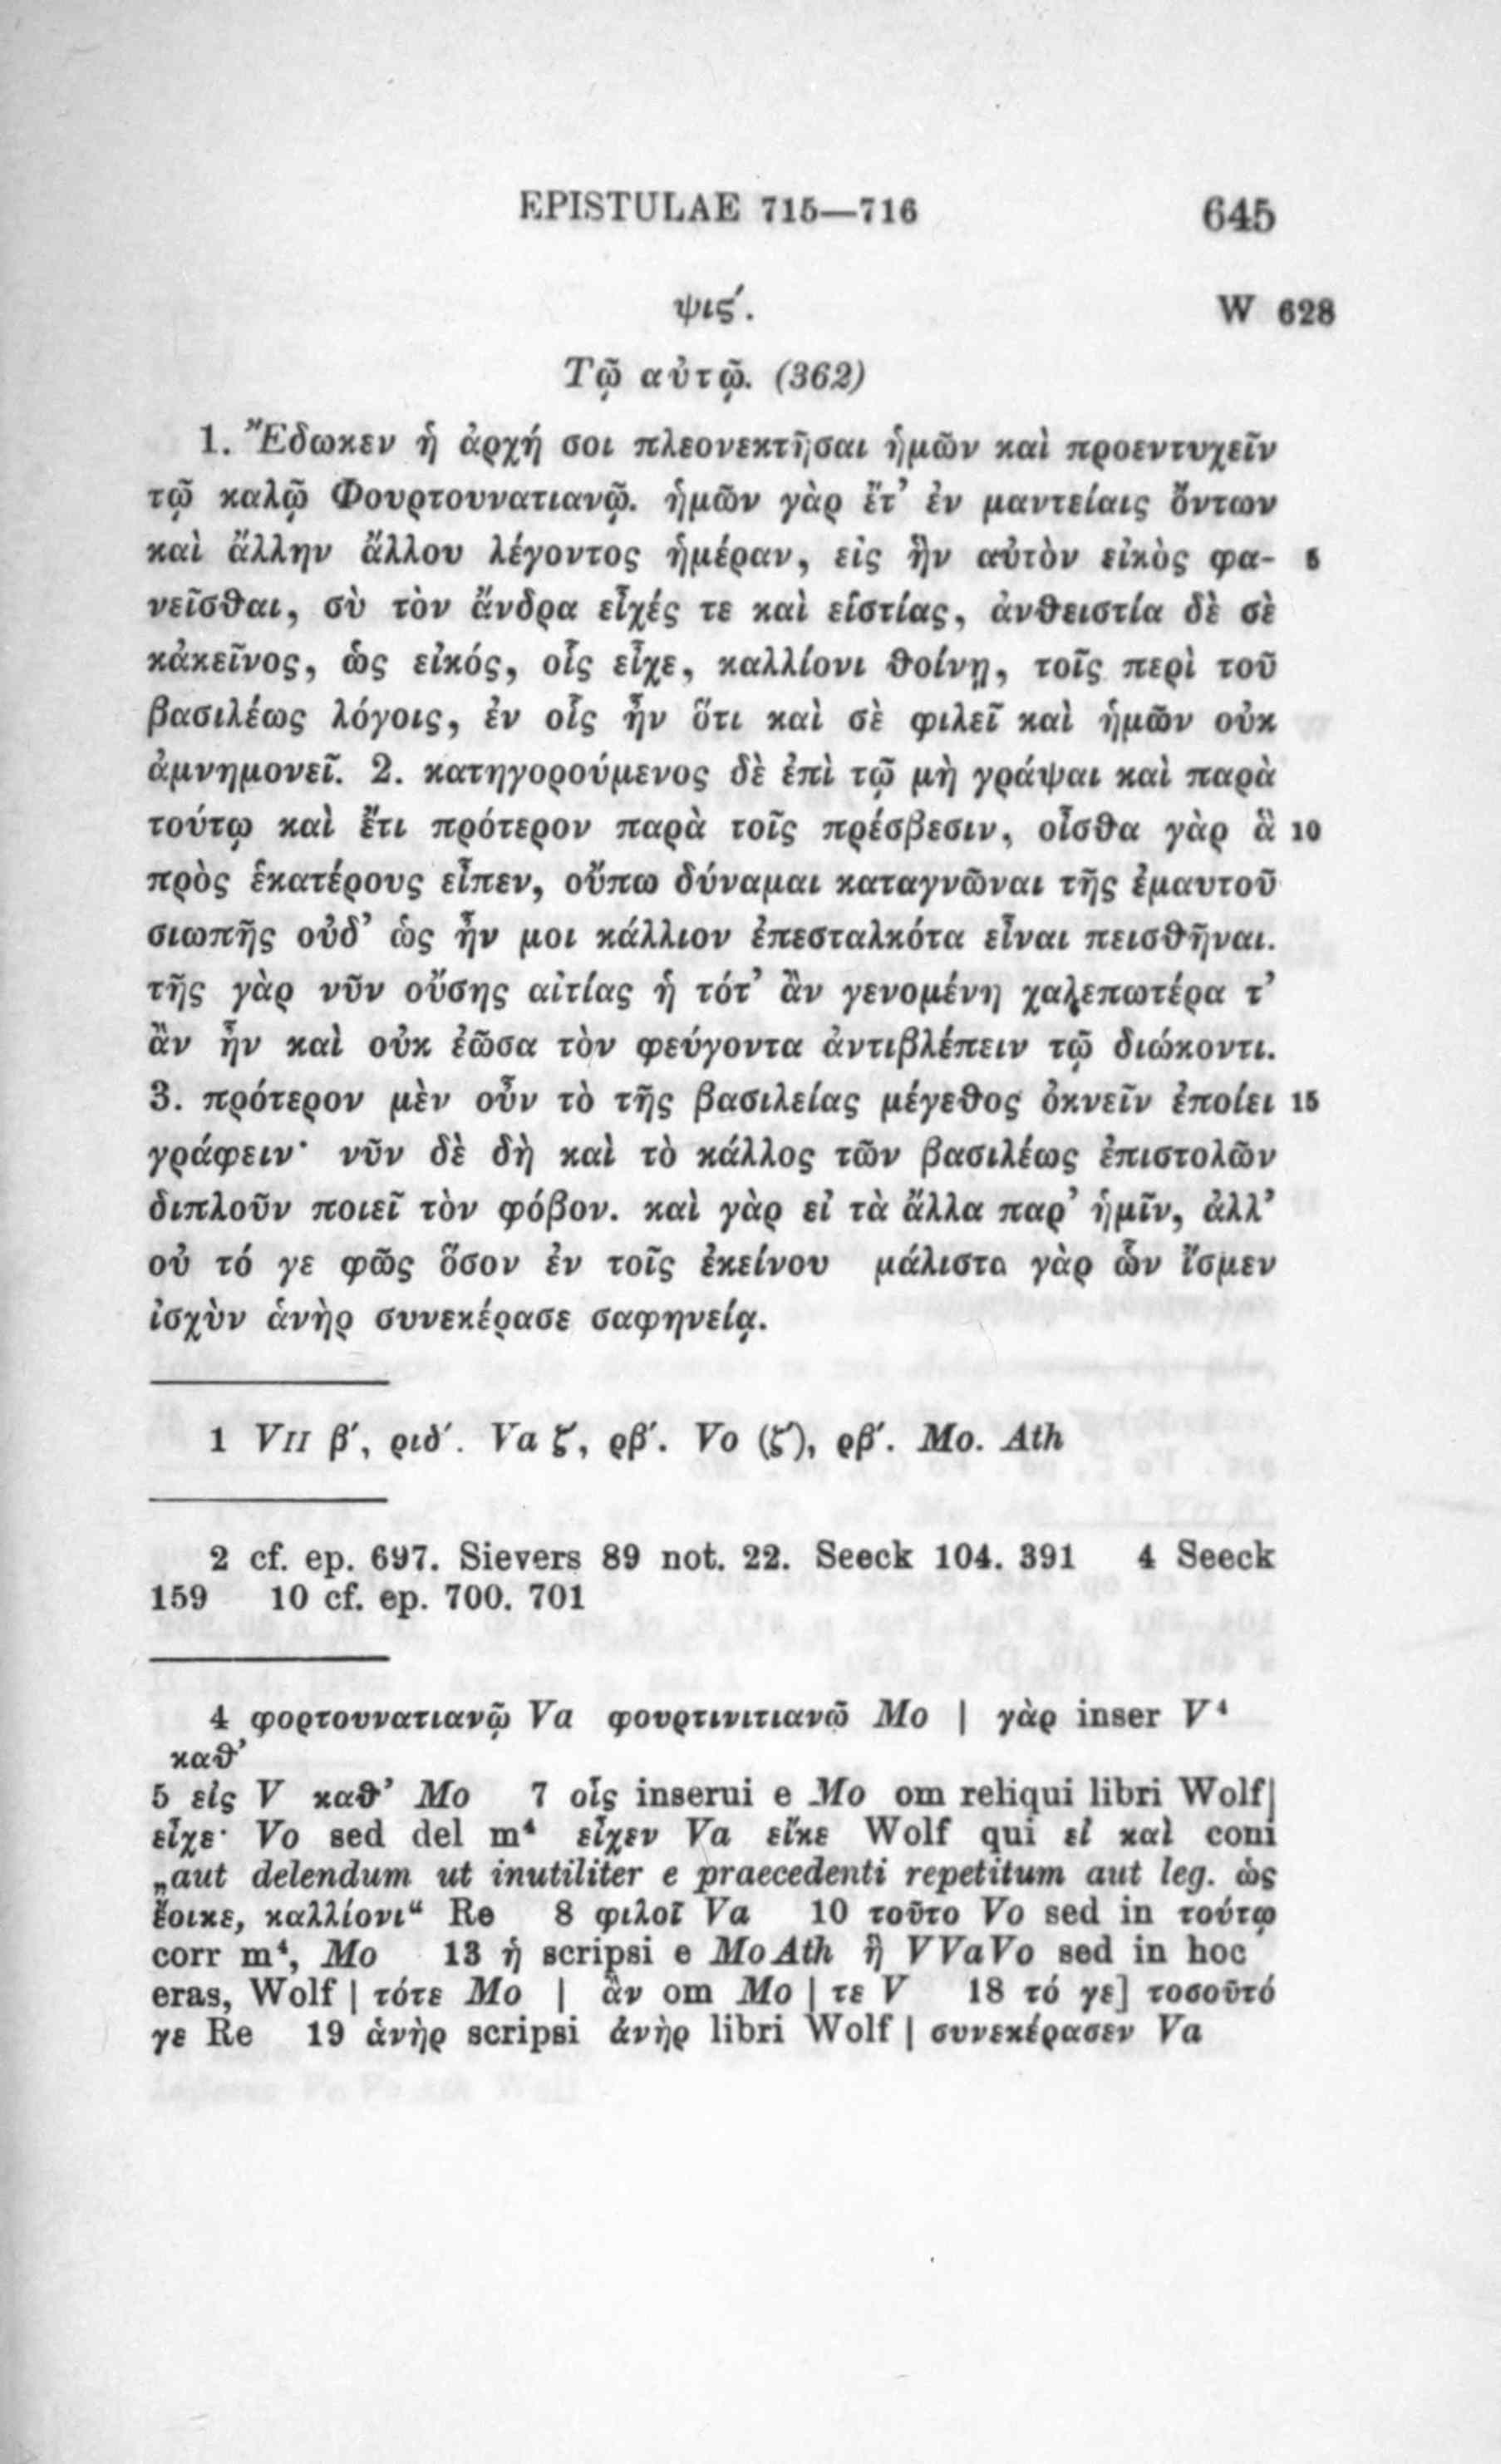 EPISTULAE 715—716 645
ψιϛ′. W 628
Τῷ αὐτῷ. (362)
1. Ἔδωκεν ἡ ἀρχή σοι πλεονεκτῆσαι ἡμῶν καὶ προεντυχεῖν
τῷ καλῷ Φουρτουνατιανῷ. ἡμῶν γὰρ ἔτ’ ἐν μαντείαις ὄντων
καὶ ἄλλην ἄλλου λέγοντος ἡμέραν, εἰς ἣν αὐτὸν εἰκὸς φα- 5
νεῖσθαι, σὺ τὸν ἄνδρα εἶχές τε καὶ εἱστίας, ἀνθειστία δὲ σὲ
κἀκεῖνος, ὡς εἰκός, οἷς εἶχε, καλλίονι θοίνῃ, τοῖς περὶ τοῦ
βασιλέως λόγοις, ἐν οἷς ἦν ὅτι καὶ σὲ φιλεῖ καὶ ἡμῶν οὐκ
ἀμνημονεῖ. 2. κατηγορούμενος δὲ ἐπὶ τῷ μὴ γράψαι καὶ παρὰ
τούτῳ καὶ ἔτι πρότερον παρὰ τοῖς πρέσβεσιν, οἶσθα γὰρ ἃ 10
πρὸς ἑκατέρους εἶπεν, οὔπω δύναμαι καταγνῶναι τῆς ἐμαυτοῦ
σιωπῆς οὐδ’ ὡς ἦν μοι κάλλιον ἐπεσταλκότα εἶναι πεισθῆναι.
τῆς γὰρ νῦν οὔσης αἰτίας ἡ τότ’ ἂν γενομένη χαλεπωτέρα τ’
ἂν ἦν καὶ οὐκ ἐῶσα τὸν φεύγοντα ἀντιβλέπειν τῷ διώκοντι.
3. πρότερον μὲν οὖν τὸ τῆς βασιλείας μέγεθος ὀκνεῖν ἐποίει 15
γράφειν· νῦν δὲ δὴ καὶ τὸ κάλλος τῶν βασιλέως ἐπιστολῶν
διπλοῦν ποιεῖ τὸν φόβον. καὶ γὰρ εἰ τὰ ἄλλα παρ’ ἡμῖν, ἀλλ’
οὐ τό γε φῶς ὅσον ἐν τοῖς ἐκείνου μάλιστα γὰρ ὧν ἴσμεν
ἰσχὺν ἁνὴρ συνεκέρασε σαφηνείᾳ.
1 VII β′, ριδ′. Va ζ′, ρβ′. Vo (ζ′), ρβ′. Mo. Ath
2 cf. ep. 697. Sievers 89 not. 22. Seeck 104. 391 4 Seeck
159 10 cf. ep. 700. 701
4 φορτουνατιανῷ Va φουρτινιτιανῶ Mo | γὰρ inser V⁴
καθ’
5 εἰς V καθ’ Mo 7 οἷς inserui e Mo om reliqui libri Wolf|
εἶχε· Vo sed del m⁴ εἶχεν Va εἴκε Wolf qui εἰ καὶ coni
„aut delendum ut inutiliter e praecedenti repetitum aut leg. ὡς
ἔοικε, καλλίονι“ Re 8 φιλοῖ Va 10 τοῦτο Vo sed in τούτῳ
corr m⁴, Mo 13 ἡ scripsi e MoAth ἢ VVaVo sed in hoc ʼ
eras, Wolf | τότε Mo | ἂν om Mo | τε V 18 τό γε] τοσοῦτό
γε Re 19 ἁνὴρ scripsi ἀνὴρ libri Wolf | συνεκέρασεν Va